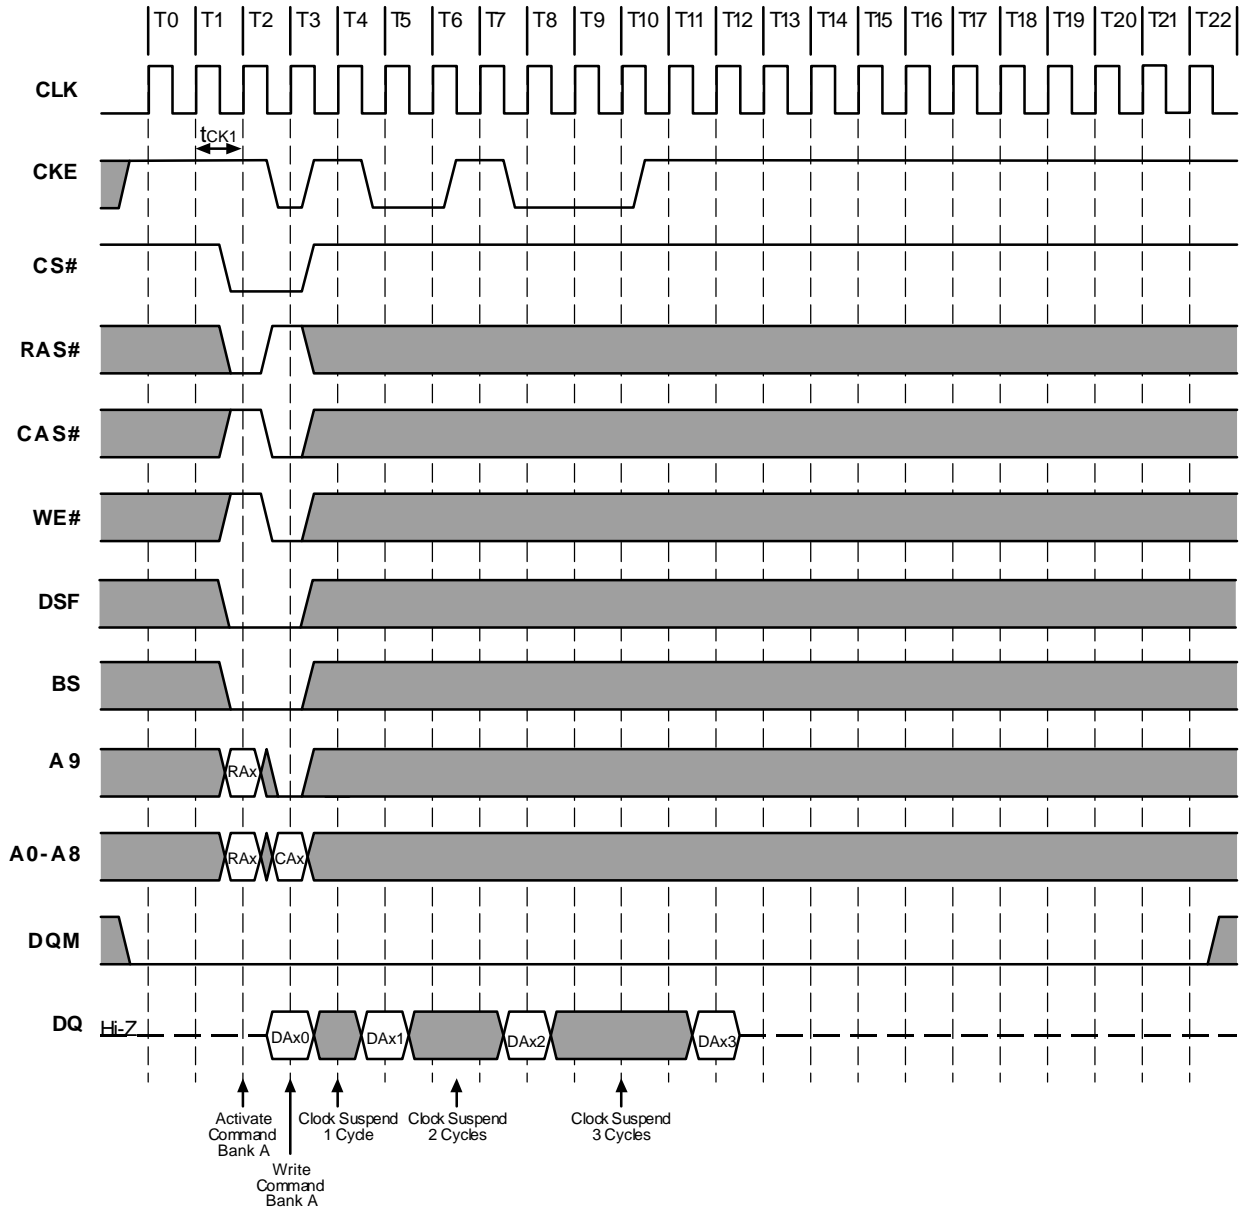 T0 T1 T2 T3 T4 T5 T6 T7 T8 T9 T10 T11 T12 T13 T14 T15 T16 T17 T18 T19 T20 T21 T22
CLK
tCK1
CKE
CS#
RAS#
CAS#
WE#
DSF
BS
A9
RAx
A0-A8
RAx CAx
DQM
DQ
Hi-Z
DAx0 DAx1 DAx2 DAx3
Activate
Command
Bank A
Write
Command
Bank A
Clock Suspend
1 Cycle
Clock Suspend
2 Cycles
Clock Suspend
3 Cycles